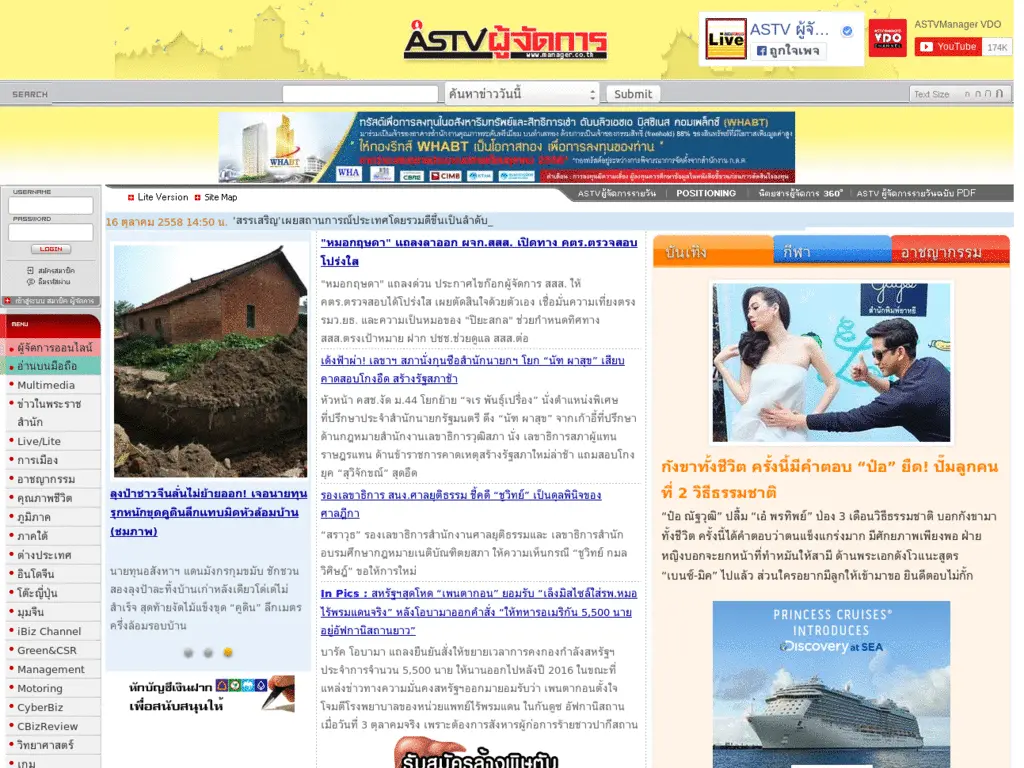 ASTVผู้จัดการ
www.manager.co.th
Live
ASTV ผู้จั...
ถูกใจเพจ
ASTVManager VDO
VDO
YouTube
174K
SEARCH
ค้นหาข่าววันนี้
Submit
Text Size
ทรัสต์เพื่อการลงทุนในอสังหาริมทรัพย์และสิทธิการเช่า ดับบลิวเอชเอ บิสซิเนส คอมเพล็กซ์ (WHABT)
ให้กองรีทส์ WHABT เป็นโอกาสทอง เพื่อการลงทุนของท่าน
WHABT
WHA
CBRE
CIMB
USERNAME
PASSWORD
LOGIN
สมัครสมาชิก
ลืมรหัสผ่าน
เข้าสู่ระบบ สมาชิก ผู้จัดการ
Lite Version
Site Map
ASTVผู้จัดการรายวัน
POSITIONING
นิตยสารผู้จัดการ 360°
ASTV ผู้จัดการรายวันฉบับ PDF
16 ตุลาคม 2558 14:50 น.
'สรรเสริญ'เผยสถานการณ์ประเทศโดยรวมดีขึ้นเป็นลำดับ_
MENU
ผู้จัดการออนไลน์
อ่านบนมือถือ
Multimedia
ข่าวในพระราช
สำนัก
Live/Lite
การเมือง
อาชญากรรม
คุณภาพชีวิต
ภูมิภาค
ภาคใต้
ต่างประเทศ
อินโดจีน
โต๊ะญี่ปุ่น
มุมจีน
iBiz Channel
Green&CSR
Management
Motoring
CyberBiz
CBizReview
วิทยาศาสตร์
เกม
ลุงป้าชาวจีนลั่นไม่ย้ายออก! เจอนายทุน
รุกหนักขุดคูดินลึกแทบมิดหัวล้อมบ้าน
(ชมภาพ)
นายทุนอสังหาฯ แดนมังกรกุมขมับ ชักชวน
สองลุงป้าละทิ้งบ้านเก่าหลังเดียวโด่เด่ไม่
สำเร็จ สุดท้ายงัดไม้แข็งขุด “คูดิน” ลึกเมตร
ครึ่งล้อมรอบบ้าน
หักบัญชีเงินฝาก
เพื่อสนับสนุนให้
"หมอกฤษดา" แถลงลาออก ผจก.สสส. เปิดทาง คตร.ตรวจสอบ
โปร่งใส
"หมอกฤษดา" แถลงด่วน ประกาศไขก๊อกผู้จัดการ สสส. ให้
คตร.ตรวจสอบได้โปร่งใส เผยตัดสินใจด้วยตัวเอง เชื่อมั่นความเที่ยงตรง
รมว.ยธ. และความเป็นหมอของ "ปิยะสกล" ช่วยกำหนดทิศทาง
สสส.ตรงเป้าหมาย ฝาก ปชช.ช่วยดูแล สสส.ต่อ
เด้งฟ้าผ่า! เลขาฯ สภานั่งกุนซือสำนักนายกฯ โยก “นัฑ ผาสุข” เสียบ
คาดสอบโกงอืด สร้างรัฐสภาช้า
หัวหน้า คสช.งัด ม.44 โยกย้าย “จเร พันธุ์เปรื่อง” นั่งตำแหน่งพิเศษ
ที่ปรึกษาประจำสำนักนายกรัฐมนตรี ดึง “นัฑ ผาสุข” จากเก้าอี้ที่ปรึกษา
ด้านกฎหมายสำนักงานเลขาธิการวุฒิสภา นั่ง เลขาธิการสภาผู้แทน
ราษฎรแทน ด้านข้าราชการคาดเหตุสร้างรัฐสภาใหม่ล่าช้า แถมสอบโกง
ยุค “สุวิจักขณ์” สุดอืด
รองเลขาธิการ สนง.ศาลยุติธรรม ชี้คดี “ชูวิทย์” เป็นดุลพินิจของ
ศาลฎีกา
“สราวุธ” รองเลขาธิการสำนักงานศาลยุติธรรมและ เลขาธิการสำนัก
อบรมศึกษากฎหมายเนติบัณฑิตยสภา ให้ความเห็นกรณี “ชูวิทย์ กมล
วิศิษฎ์” ขอให้การใหม่
In Pics : สหรัฐฯสุดโหด “เพนตากอน” ยอมรับ “เล็งมิสไซล์ใส่รพ.หมอ
ไร้พรมแดนจริง” หลังโอบามาออกคำสั่ง “ให้ทหารอเมริกัน 5,500 นาย
อยู่อัฟกานิสถานยาว”
บารัค โอบามา แถลงยืนยันสั่งให้ขยายเวลาการคงกองกำลังสหรัฐฯ
ประจำการจำนวน 5,500 นาย ให้นานออกไปหลังปี 2016 ในขณะที่
แหล่งข่าวทางความมั่นคงสหรัฐฯออกมายอมรับว่า เพนตากอนตั้งใจ
โจมตีโรงพยาบาลของหน่วยแพทย์ไร้พรมแดน ในกันดูซ อัฟกานิสถาน
เมื่อวันที่ 3 ตุลาคมจริง เพราะต้องการสังหารผู้ก่อการร้ายชาวปากีสถาน
รับสมัครล้างพิษตับ
บันเทิง
กีฬา
อาชญากรรม
กังขาทั้งชีวิต ครั้งนี้มีคำตอบ “ป๋อ” ยืด! ปั๊มลูกคน
ที่ 2 วิธีธรรมชาติ
“ป๋อ ณัฐวุฒิ” ปลื้ม “เอ๋ พรทิพย์” ป่อง 3 เดือนวิธีธรรมชาติ บอกกังขามา
ทั้งชีวิต ครั้งนี้ได้คำตอบว่าตนแข็งแกร่งมาก มีศักยภาพเพียงพอ ฝ่าย
หญิงบอกจะยกหน้าที่ทำหมันให้สามี ด้านพระเอกดังโวแนะสูตร
“เบนซ์-มิค” ไปแล้ว ส่วนใครอยากมีลูกให้เข้ามาขอ ยินดีตอบไม่กั๊ก
PRINCESS CRUISES®
INTRODUCES
Discovery at SEA